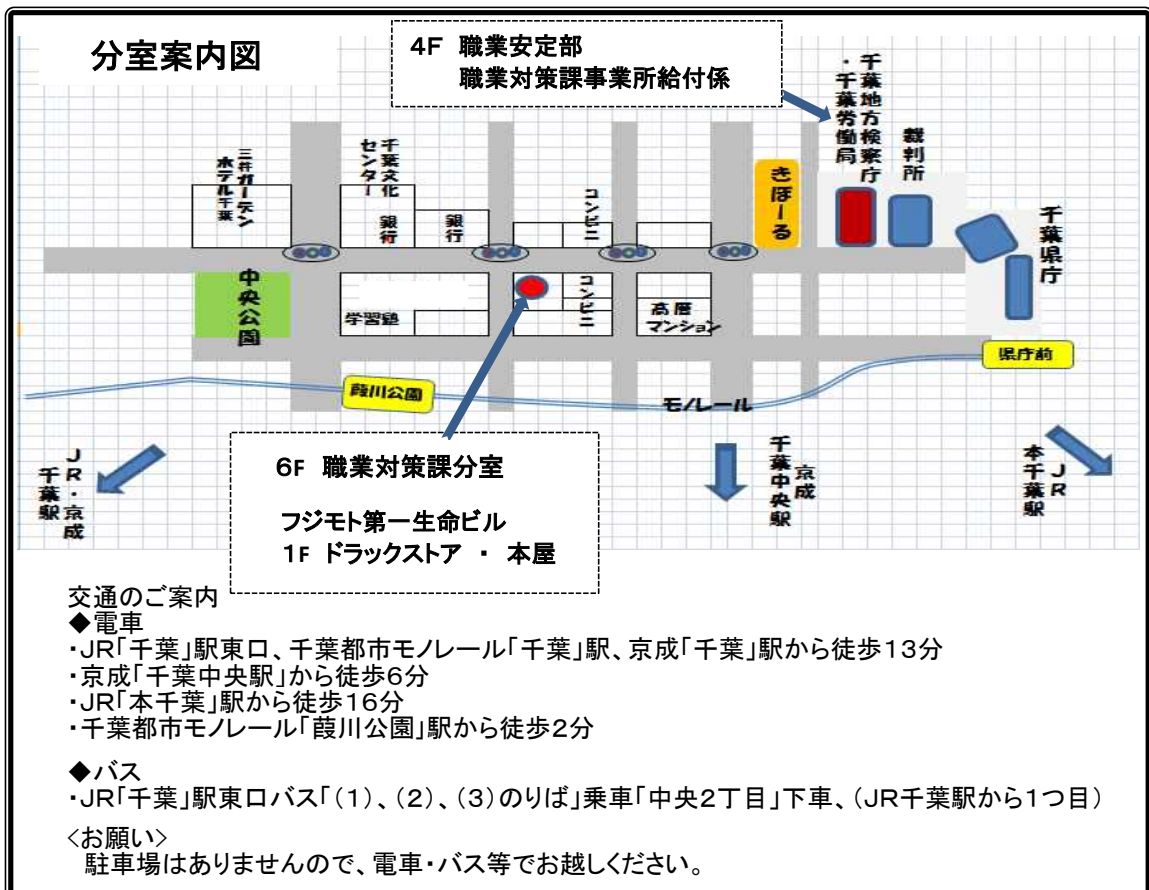 分室案内図
4F 職業安定部
職業対策課事業所給付係
千葉地方検察庁
・千葉労働局
裁判所
千葉県庁
きぼーる
三井ガーデン
ホテル千葉
千葉文化
センター
銀行
銀行
コンビニ
中央公園
学習塾
コンビニ
高層
マンション
県庁前
葭川公園
モノレール
JR・京成
千葉駅
京成
千葉中央駅
JR
本千葉駅
6F 職業対策課分室
フジモト第一生命ビル
1F ドラックストア ・ 本屋
交通のご案内
◆電車
・JR「千葉」駅東口、千葉都市モノレール「千葉」駅、京成「千葉」駅から徒歩13分
・京成「千葉中央駅」から徒歩6分
・JR「本千葉」駅から徒歩16分
・千葉都市モノレール「葭川公園」駅から徒歩2分
◆バス
・JR「千葉」駅東口バス「(1)、(2)、(3)のりば」乗車「中央2丁目」下車、(JR千葉駅から1つ目)
<お願い>
駐車場はありませんので、電車・バス等でお越しください。